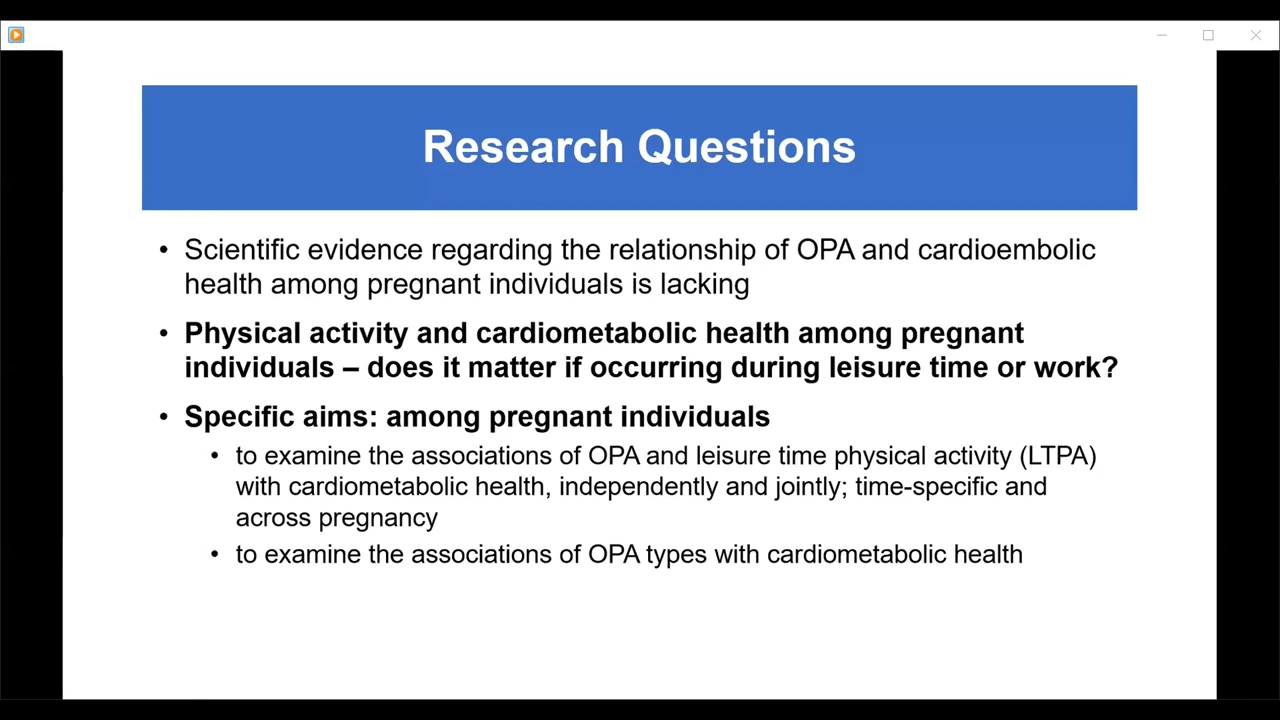 Research Questions
• Scientific evidence regarding the relationship of OPA and cardioembolic
health among pregnant individuals is lacking
• Physical activity and cardiometabolic health among pregnant
individuals – does it matter if occurring during leisure time or work?
• Specific aims: among pregnant individuals
• to examine the associations of OPA and leisure time physical activity (LTPA)
with cardiometabolic health, independently and jointly; time-specific and
across pregnancy
• to examine the associations of OPA types with cardiometabolic health